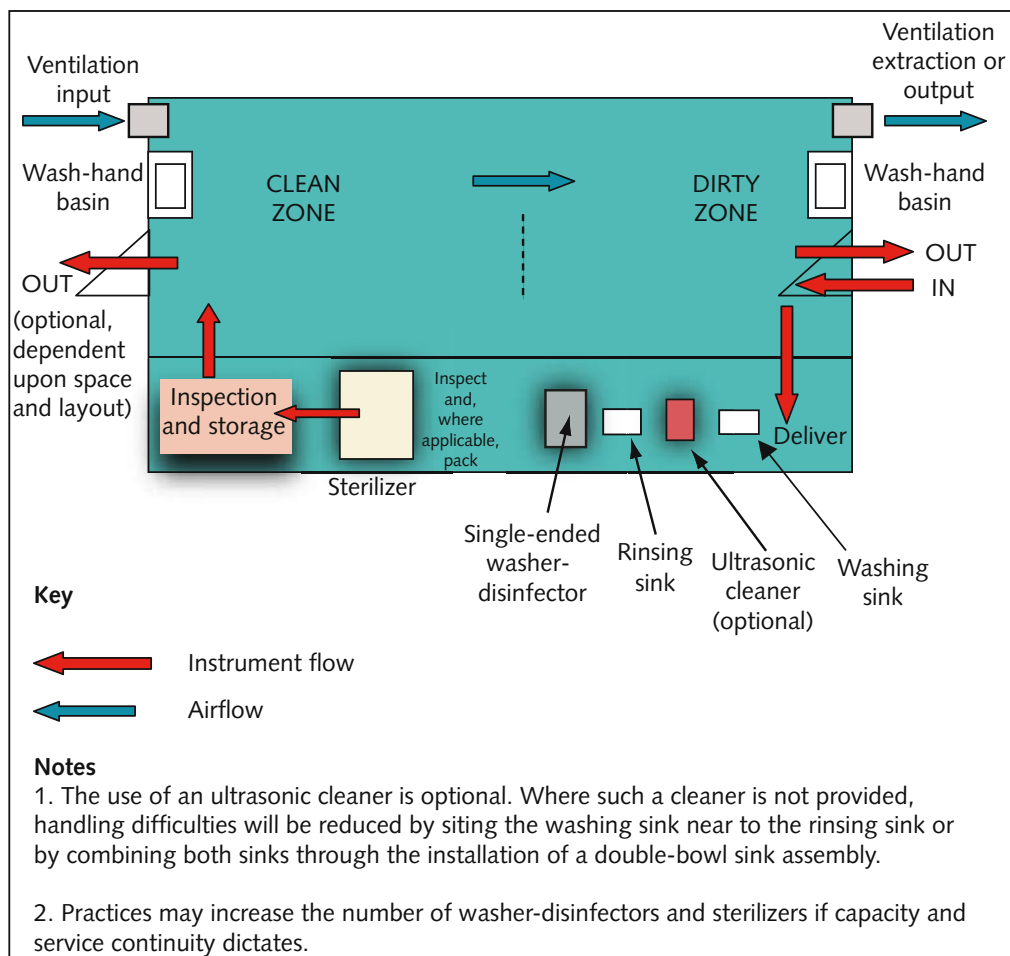 Ventilation
input
Ventilation
extraction or
output
Wash-hand
basin
CLEAN
ZONE
DIRTY
ZONE
Wash-hand
basin
OUT
(optional,
dependent
upon space
and layout)
OUT
IN
Inspection
and storage
Inspect
and,
where
applicable,
pack
Deliver
Sterilizer
Single-ended
washer-
disinfector
Rinsing
sink
Ultrasonic
cleaner
(optional)
Washing
sink
Key
Instrument flow
Airflow
Notes
1. The use of an ultrasonic cleaner is optional. Where such a cleaner is not provided,
handling difficulties will be reduced by siting the washing sink near to the rinsing sink or
by combining both sinks through the installation of a double-bowl sink assembly.
2. Practices may increase the number of washer-disinfectors and sterilizers if capacity and
service continuity dictates.